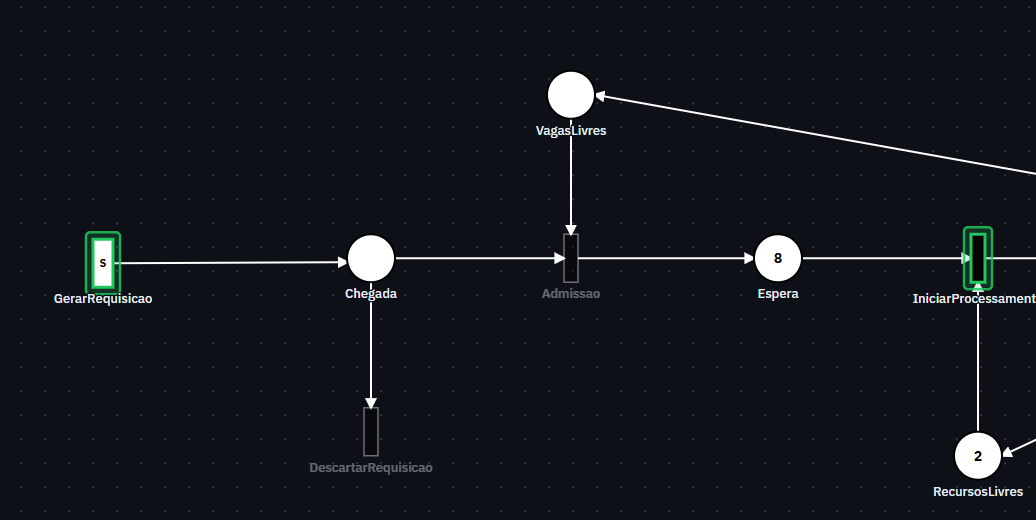 VagasLivres
s
GerarRequisicao
Chegada
Admissao
8
Espera
IniciarProcessament
DescartarRequisicao
2
RecursosLivres